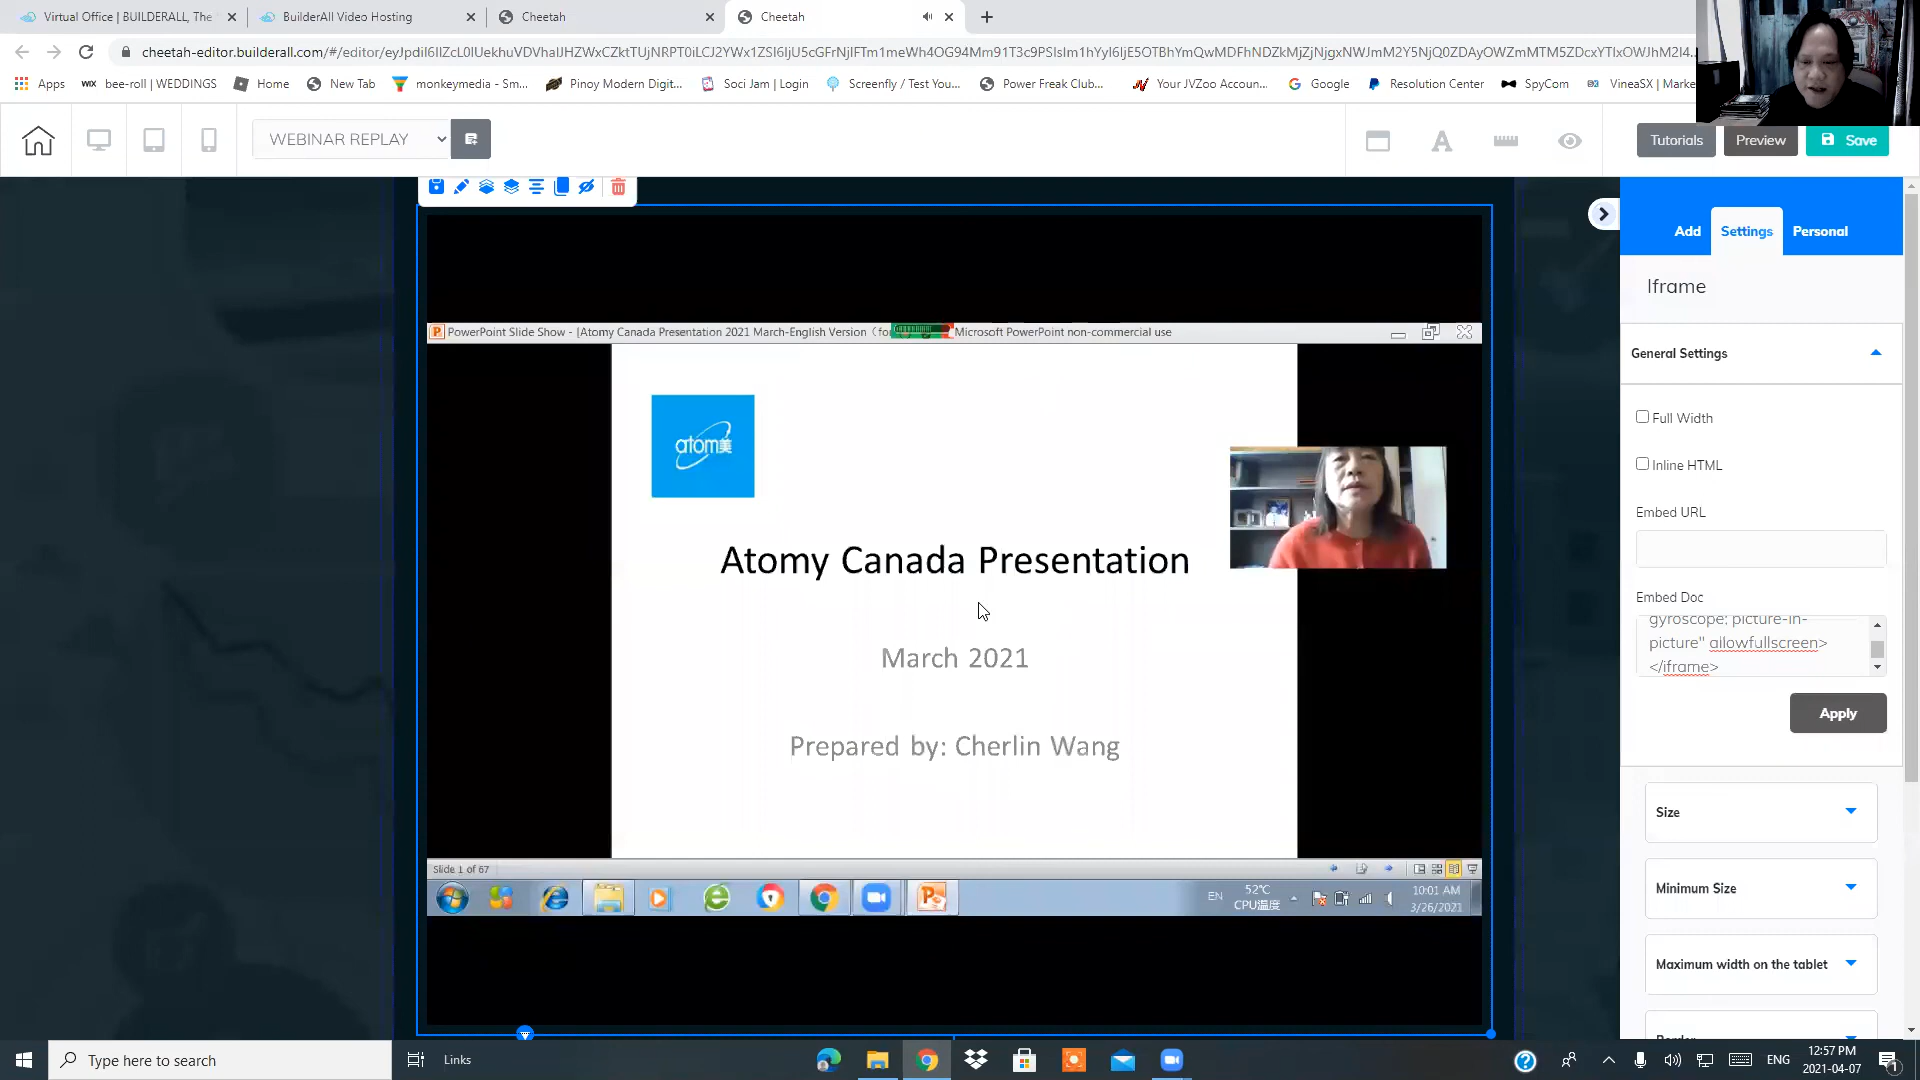 Virtual Office | BUILDERALL, The
BuilderAll Video Hosting
Cheetah
Cheetah
Apps
WIX bee-roll | WEDDINGS
Home
New Tab
monkeymedia - Sm...
Pinoy Modern Digit...
Soci Jam | Login
Screenfly / Test You...
Power Freak Club...
Your JVZoo Accoun...
Google
Resolution Center
SpyCom
VineaSX | Marke
WEBINAR REPLAY
Tutorials
Preview
Save
Add
Settings
Personal
Iframe
PowerPoint Slide Show - [Atomy Canada Presentation 2021 March-English Version (for
Microsoft PowerPoint non-commercial use
General Settings
atom美
Full Width
Inline HTML
Embed URL
Atomy Canada Presentation
Embed Doc
gyroscope; picture-in-
picture" allowfullscreen>
</iframe>
March 2021
Apply
Prepared by: Cherlin Wang
Size
Slide 1 of 67
Minimum Size
EN
52℃
CPU温度
10:01 AM
3/26/2021
Maximum width on the tablet
Border
Type here to search
Links
ENG
12:57 PM
2021-04-07
1